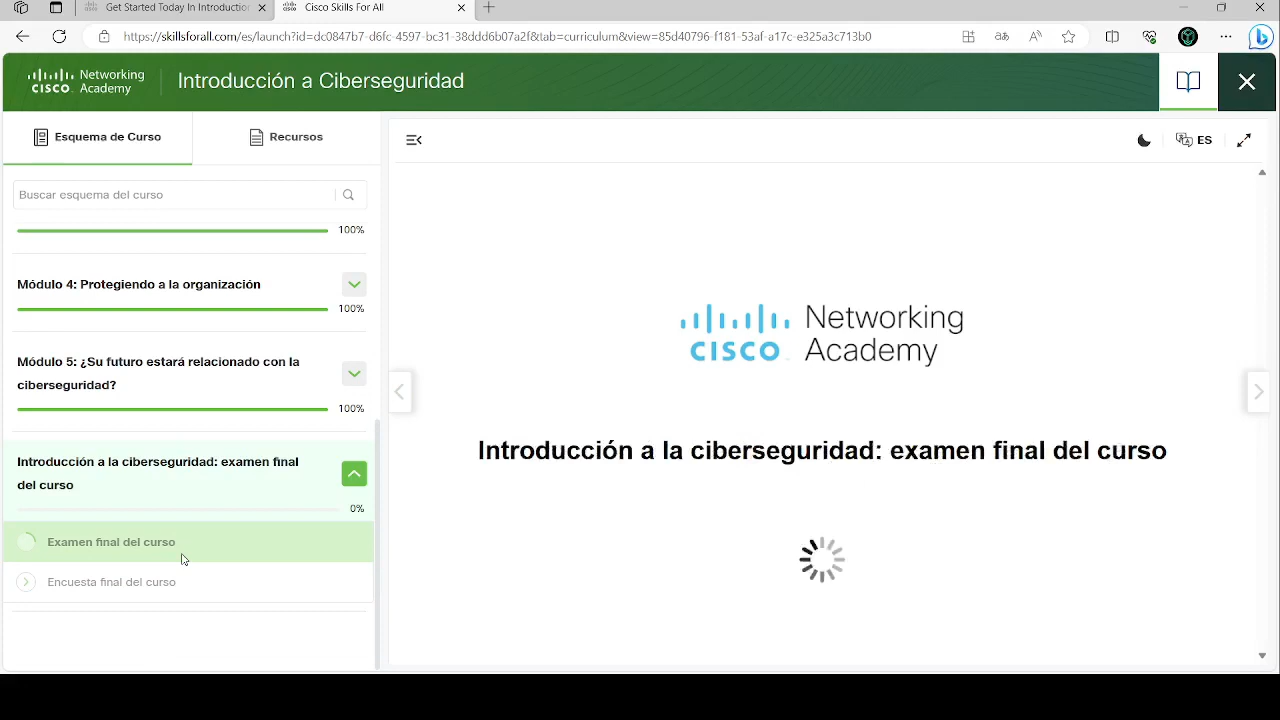 Get Started Today In Introduction
Cisco Skills For All
https://skillsforall.com/es/launch?id=dc0847b7-d6fc-4597-bc31-38ddd6b07a2f&tab=curriculum&view=85d40796-f181-53af-a17c-e325a3c713b0
CISCO Networking Academy
Introducción a Ciberseguridad
Esquema de Curso
Recursos
ES
Buscar esquema del curso
100%
Módulo 4: Protegiendo a la organización
100%
Módulo 5: ¿Su futuro estará relacionado con la
ciberseguridad?
100%
Introducción a la ciberseguridad: examen final
del curso
0%
Examen final del curso
Encuesta final del curso
Networking
CISCO Academy
Introducción a la ciberseguridad: examen final del curso